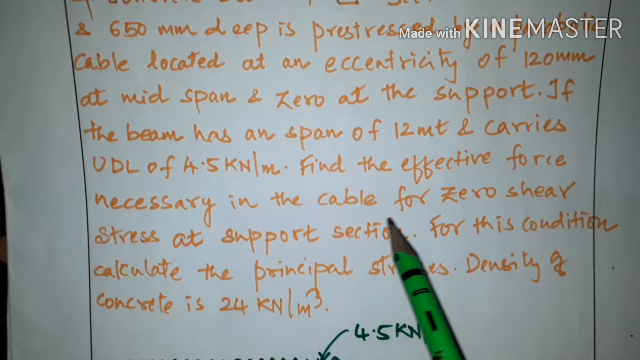 Made with KINEMASTER
& 650 mm deep is prestressed by
Cable located at an eccentricity of 120mm
at mid span & Zero at the support. If
the beam has an span of 12mt & carries
UDL of 4.5KN/m. Find the effective force
necessary in the cable for zero shear
stress at support section. For this condition
calculate the principal stresses. Density of
concrete is 24 KN/m³.
4.5KN